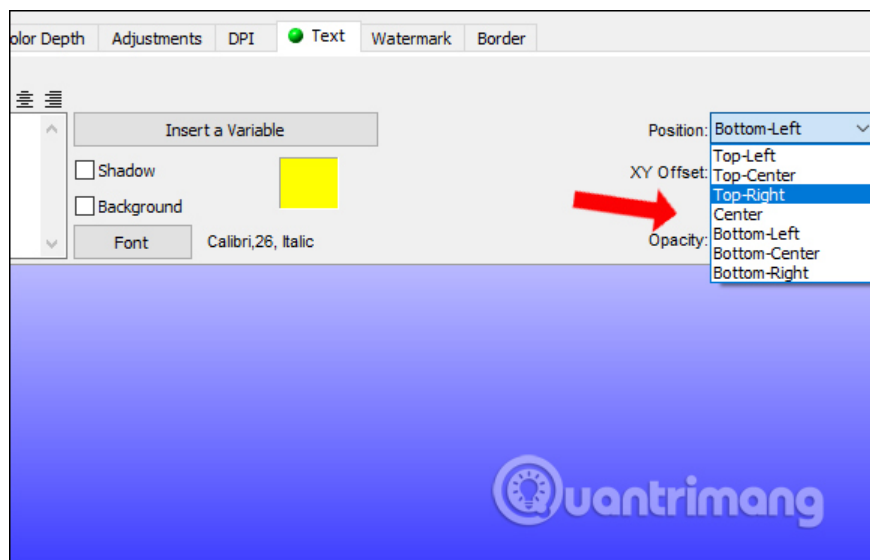 olor Depth Adjustments DPI Text Watermark Border
Insert a Variable
Position: Bottom-Left
Shadow
XY Offset:
Background
Font Calibri,26, Italic
Opacity:
Top-Left
Top-Center
Top-Right
Center
Bottom-Left
Bottom-Center
Bottom-Right
Quantrimang